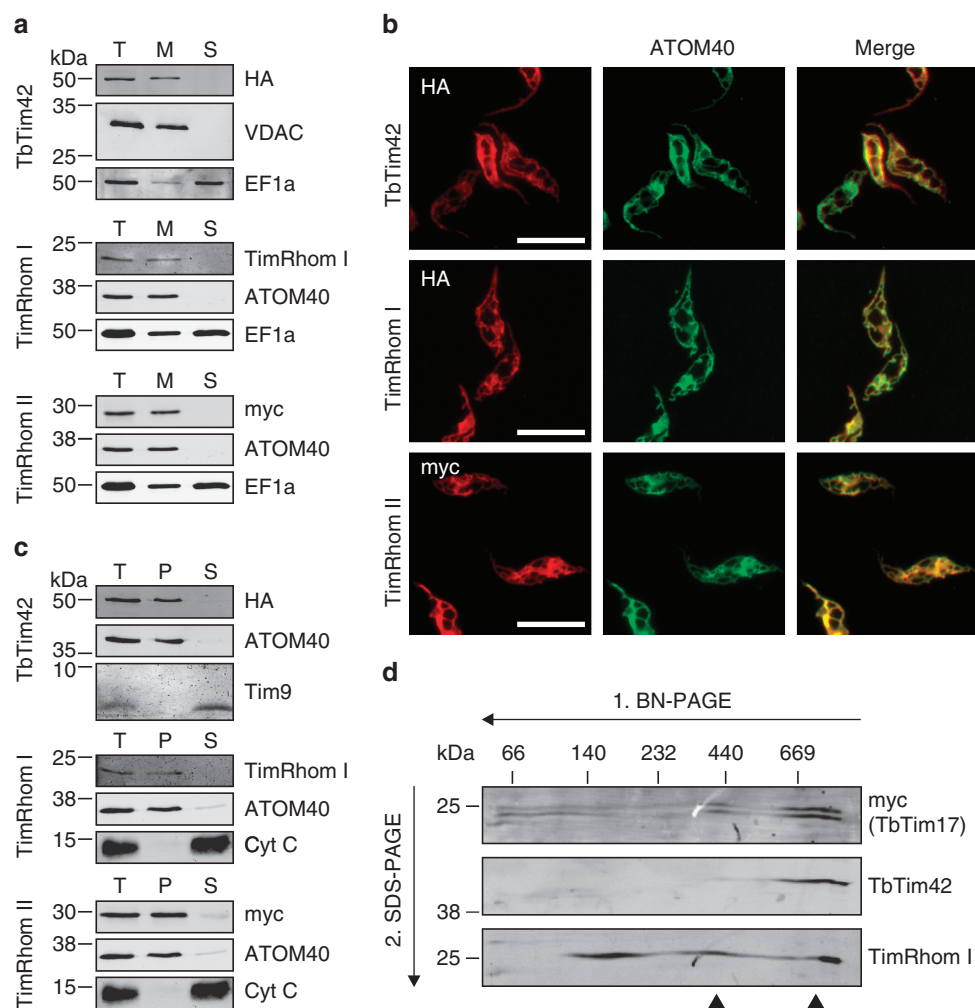 a
kDa
T M S
TbTim42
50
HA
35
VDAC
25
50
EF1a
T M S
TimRhom I
25
TimRhom I
38
ATOM40
50
EF1a
T M S
TimRhom II
30
myc
38
ATOM40
50
EF1a
b
ATOM40 Merge
TbTim42
HA
TimRhom I
HA
TimRhom II
myc
c
kDa
T P S
TbTim42
50
HA
ATOM40
35
10
Tim9
T P S
TimRhom I
25
TimRhom I
38
ATOM40
15
Cyt C
T P S
TimRhom II
30
myc
38
ATOM40
15
Cyt C
d
1. BN-PAGE
kDa 66 140 232 440 669
2. SDS-PAGE
25
myc
(TbTim17)
TbTim42
38
25
TimRhom I